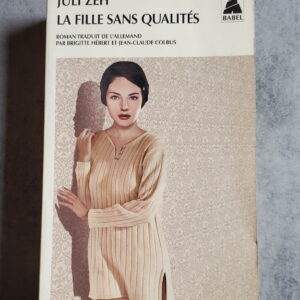 JULI ZEH
LA FILLE SANS QUALITÉS
ROMAN TRADUIT DE L'ALLEMAND
PAR BRIGITTE HÉBERT ET JEAN-CLAUDE COLBUS
BABEL